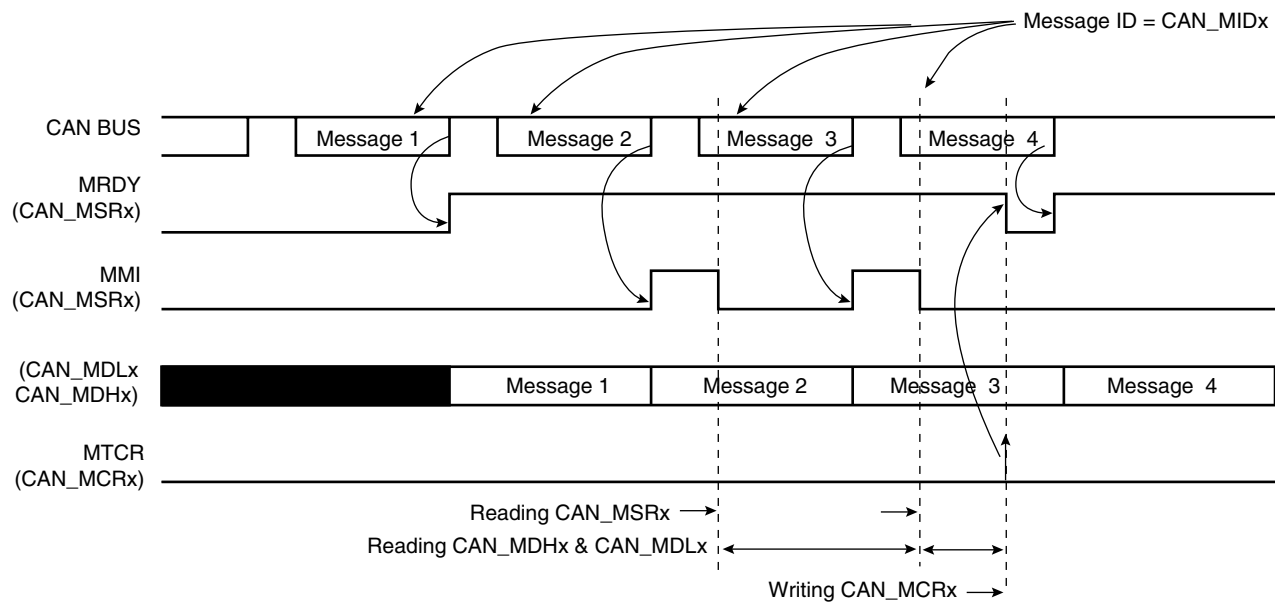 Message ID = CAN_MIDx
CAN BUS
Message 1
Message 2
Message 3
Message 4
MRDY
(CAN_MSRx)
MMI
(CAN_MSRx)
(CAN_MDLx
CAN_MDHx)
Message 1
Message 2
Message 3
Message 4
MTCR
(CAN_MCRx)
Reading CAN_MSRx
Reading CAN_MDHx & CAN_MDLx
Writing CAN_MCRx